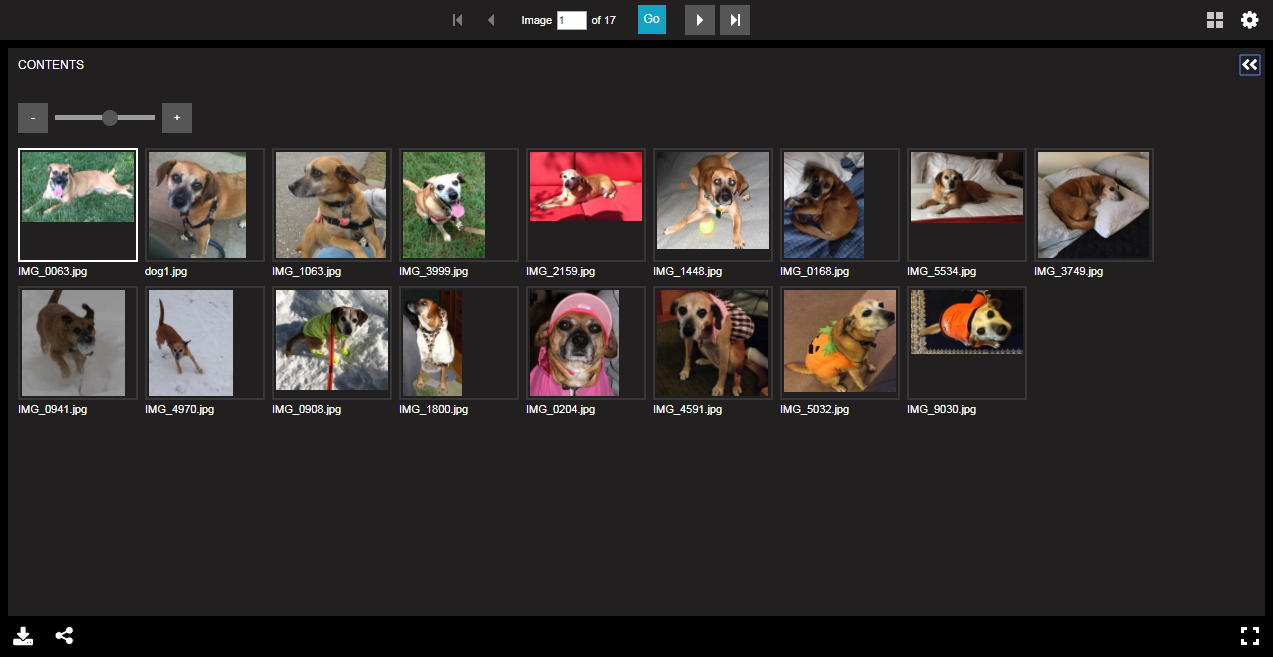 Image 1 of 17 Go
CONTENTS
- +
IMG_0063.jpg dog1.jpg IMG_1063.jpg IMG_3999.jpg IMG_2159.jpg IMG_1448.jpg IMG_0168.jpg IMG_5534.jpg IMG_3749.jpg
IMG_0941.jpg IMG_4970.jpg IMG_0908.jpg IMG_1800.jpg IMG_0204.jpg IMG_4591.jpg IMG_5032.jpg IMG_9030.jpg